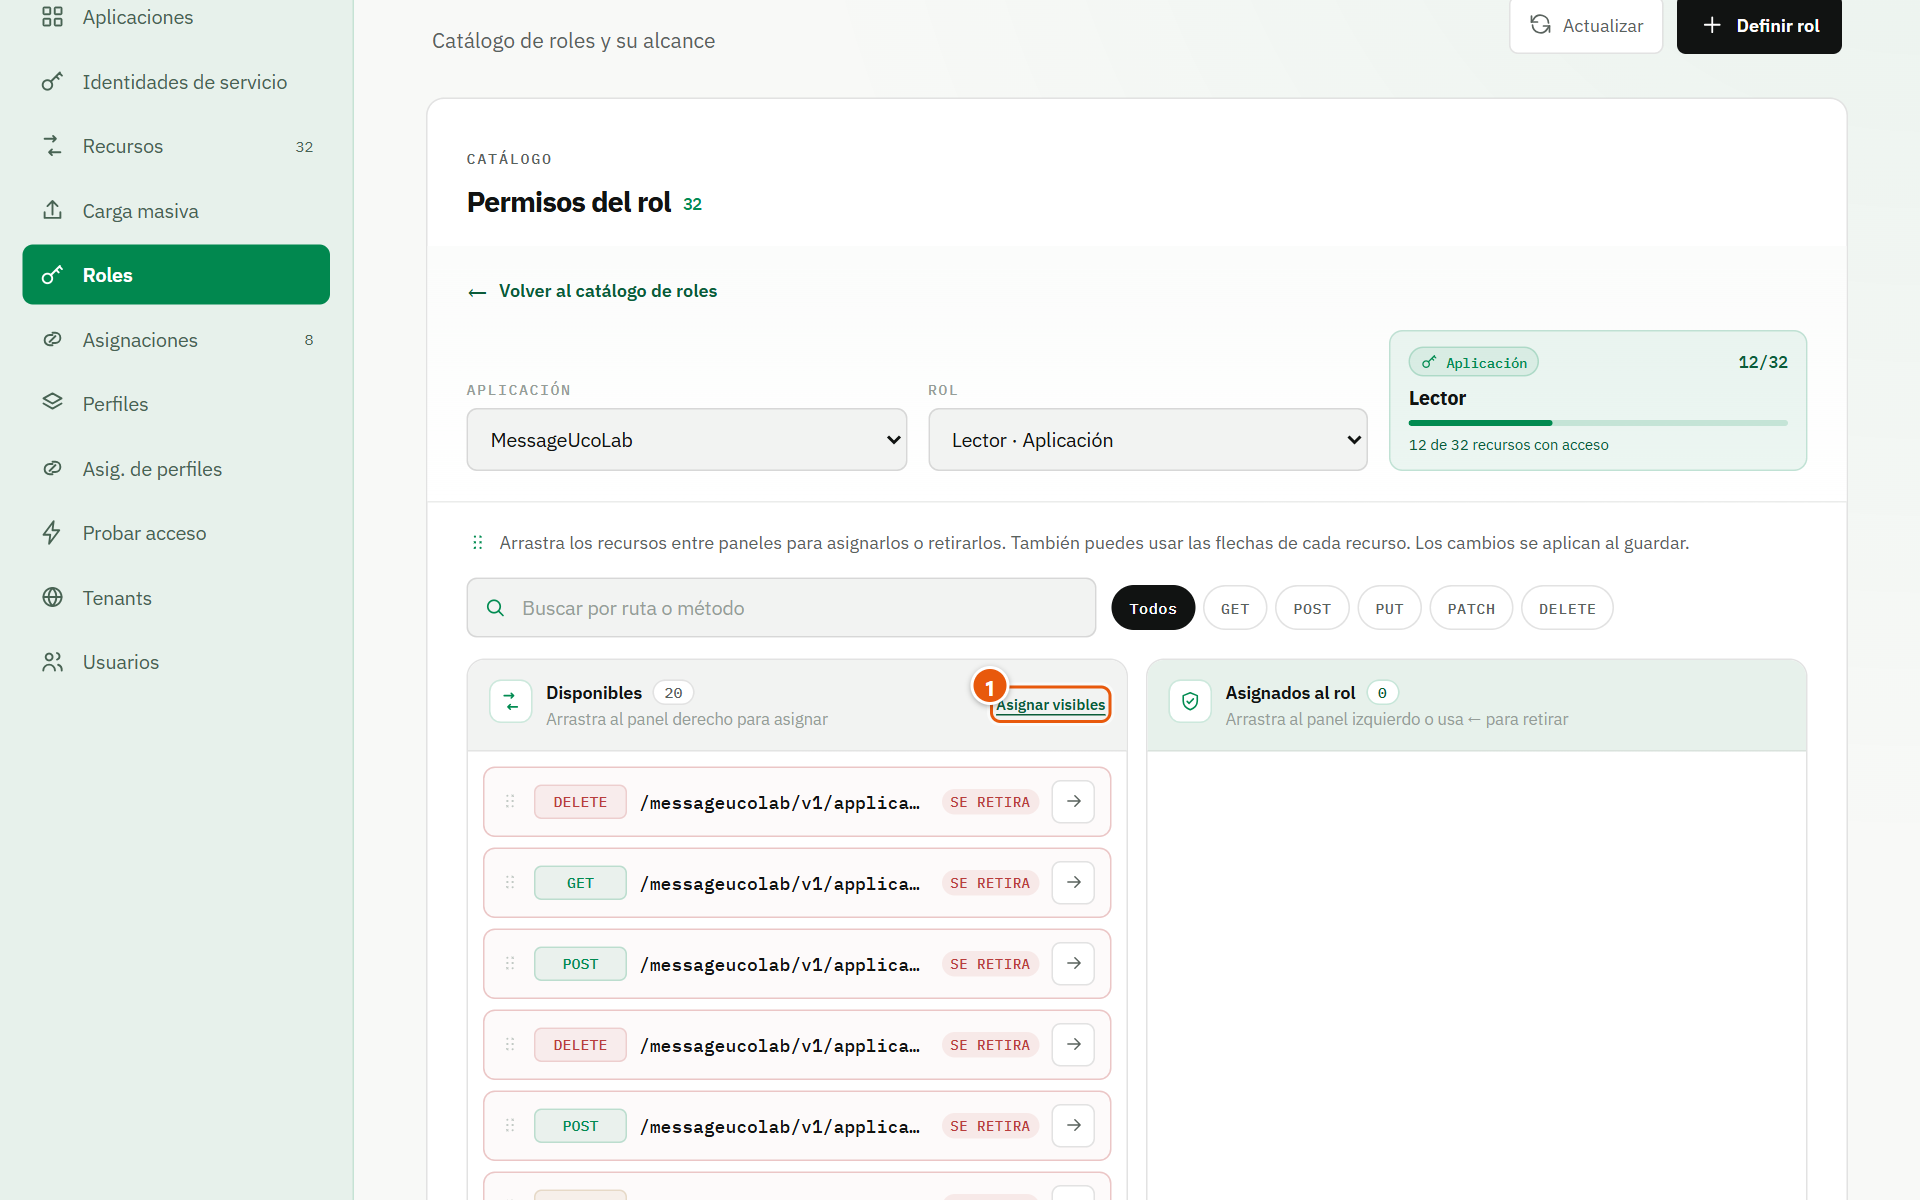 Aplicaciones
Identidades de servicio
Recursos 32
Carga masiva
Roles
Asignaciones 8
Perfiles
Asig. de perfiles
Probar acceso
Tenants
Usuarios
Catálogo de roles y su alcance
Actualizar
Definir rol
CATÁLOGO
Permisos del rol 32
← Volver al catálogo de roles
APLICACIÓN
MessageUcoLab
ROL
Lector · Aplicación
Aplicación 12/32
Lector
12 de 32 recursos con acceso
Arrastra los recursos entre paneles para asignarlos o retirarlos. También puedes usar las flechas de cada recurso. Los cambios se aplican al guardar.
Buscar por ruta o método
Todos GET POST PUT PATCH DELETE
Disponibles 20
Arrastra al panel derecho para asignar
1
Asignar visibles
Asignados al rol 0
Arrastra al panel izquierdo o usa ← para retirar
DELETE /messageucolab/v1/applica… SE RETIRA →
GET /messageucolab/v1/applica… SE RETIRA →
POST /messageucolab/v1/applica… SE RETIRA →
DELETE /messageucolab/v1/applica… SE RETIRA →
POST /messageucolab/v1/applica… SE RETIRA →